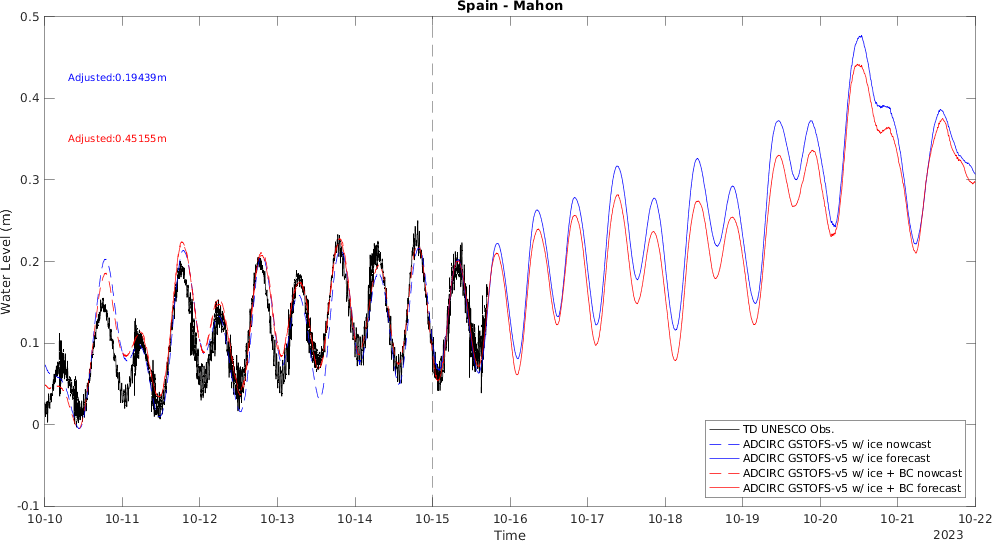 Spain - Mahon
0.5
0.4
0.3
0.2
0.1
0
-0.1
Water Level (m)
Adjusted:0.19439m
Adjusted:0.45155m
TD UNESCO Obs.
ADCIRC GSTOFS-v5 w/ ice nowcast
ADCIRC GSTOFS-v5 w/ ice forecast
ADCIRC GSTOFS-v5 w/ ice + BC nowcast
ADCIRC GSTOFS-v5 w/ ice + BC forecast
10-10 10-11 10-12 10-13 10-14 10-15 10-16 10-17 10-18 10-19 10-20 10-21 10-22
Time
2023